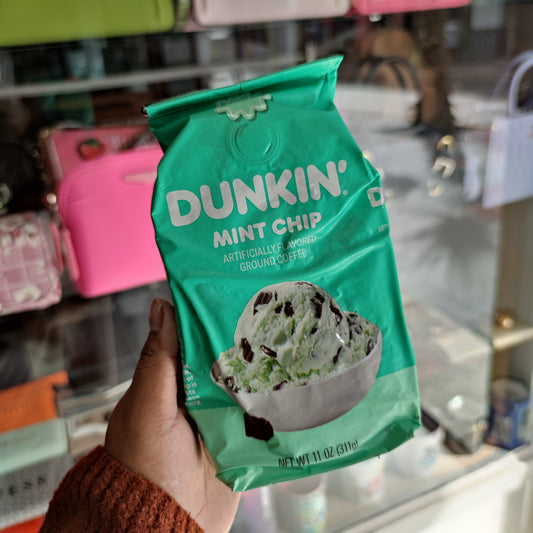 DUNKIN'®
MINT CHIP
ARTIFICIALLY FLAVORED
GROUND COFFEE
NET WT 11 OZ (311g)